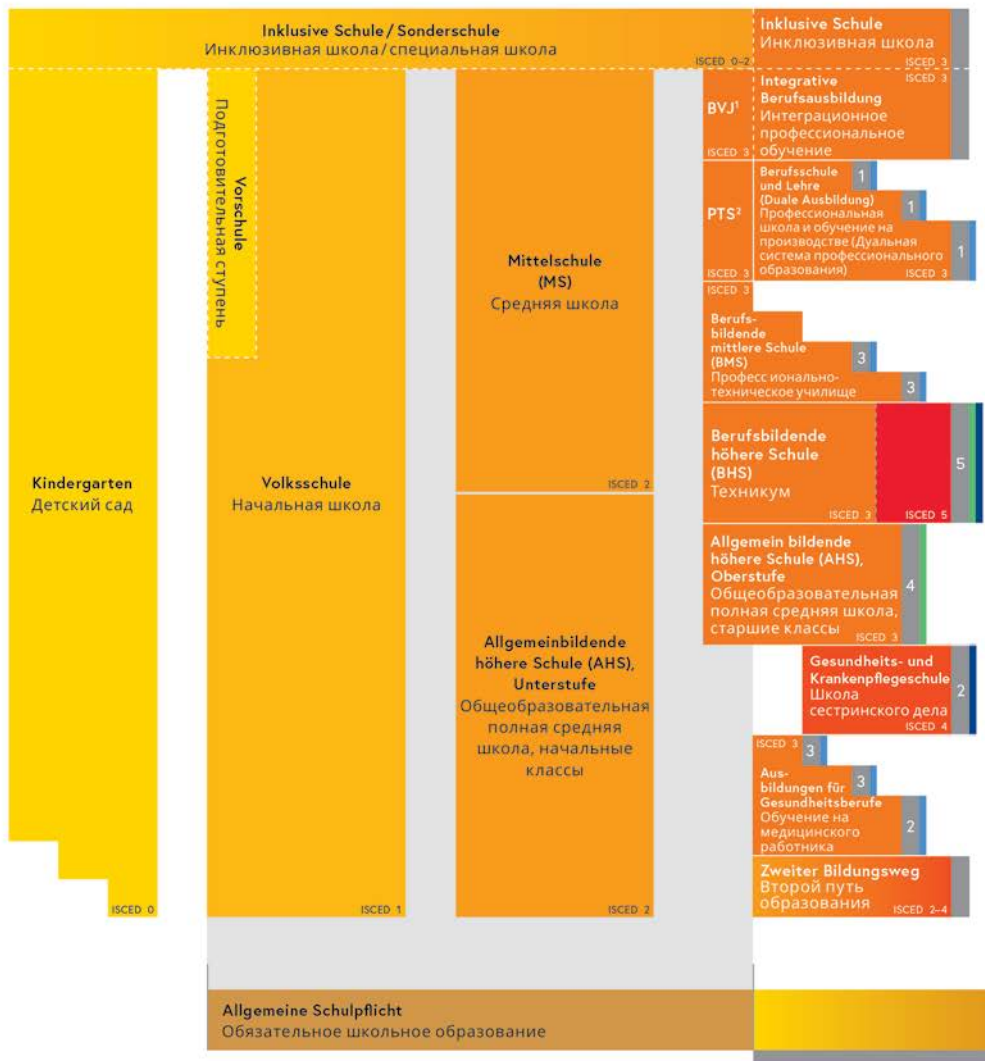 Inklusive Schule / Sonderschule
Инклюзивная школа / специальная школа
ISCED 0–2
Inklusive Schule
Инклюзивная школа
ISCED 3
Kindergarten
Детский сад
ISCED 0
Vorschule
Подготовительная ступень
Volksschule
Начальная школа
ISCED 1
Mittelschule
(MS)
Средняя школа
ISCED 2
Allgemeinbildende
höhere Schule (AHS),
Unterstufe
Общеобразовательная
полная средняя
школа, начальные
классы
ISCED 2
BVJ¹
ISCED 3
ISCED 3
Integrative
Berufsausbildung
Интеграционное
профессиональное
обучение
PTS²
ISCED 3
Berufsschule
und Lehre
(Duale Ausbildung)
Профессиональная
школа и обучение на
производстве (Дуальная
система профессионального
образования)
ISCED 3
1
1
1
ISCED 3
Berufs-
bildende
mittlere Schule
(BMS)
Професс ионально-
техническое училище
3
3
Berufsbildende
höhere Schule
(BHS)
Техникум
ISCED 3
ISCED 5
5
Allgemein bildende
höhere Schule (AHS),
Oberstufe
Общеобразовательная
полная средняя школа,
старшие классы
ISCED 3
4
Gesundheits- und
Krankenpflegeschule
Школа
сестринского дела
ISCED 4
2
ISCED 3
3
Aus-
bildungen für
Gesundheitsberufe
Обучение на
медицинского
работника
3
2
Zweiter Bildungsweg
Второй путь
образования
ISCED 2–4
Allgemeine Schulpflicht
Обязательное школьное образование